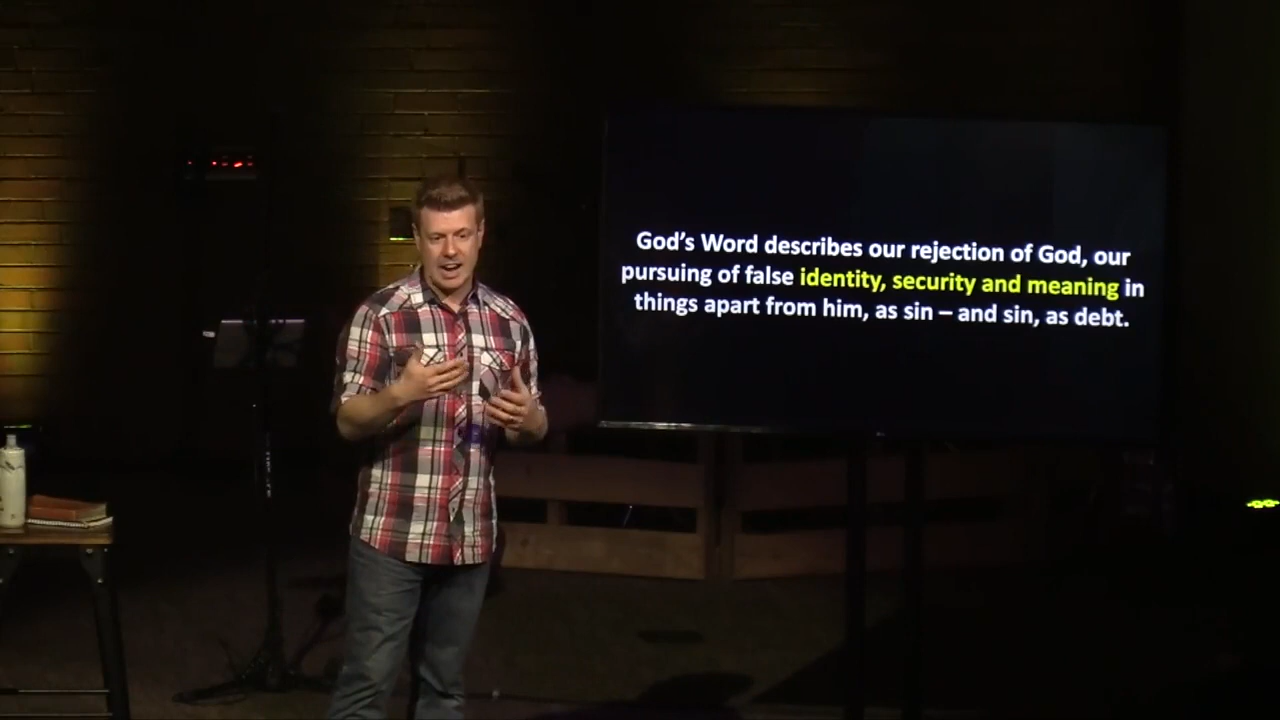 God’s Word describes our rejection of God, our
pursuing of false identity, security and meaning in
things apart from him, as sin – and sin, as debt.